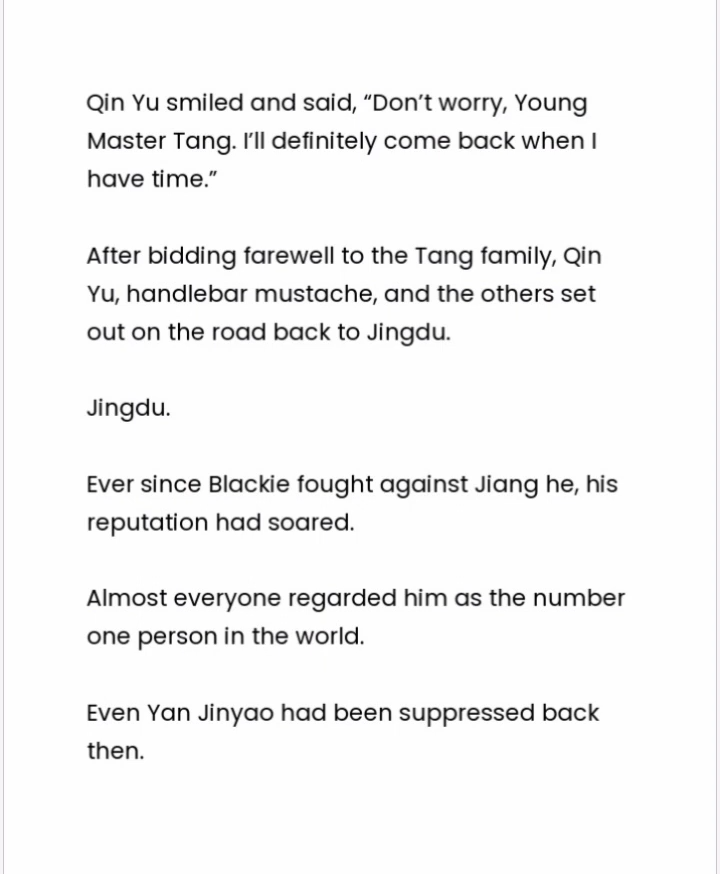 Qin Yu smiled and said, “Don’t worry, Young
Master Tang. I’ll definitely come back when I
have time.”
After bidding farewell to the Tang family, Qin
Yu, handlebar mustache, and the others set
out on the road back to Jingdu.
Jingdu.
Ever since Blackie fought against Jiang he, his
reputation had soared.
Almost everyone regarded him as the number
one person in the world.
Even Yan Jinyao had been suppressed back
then.